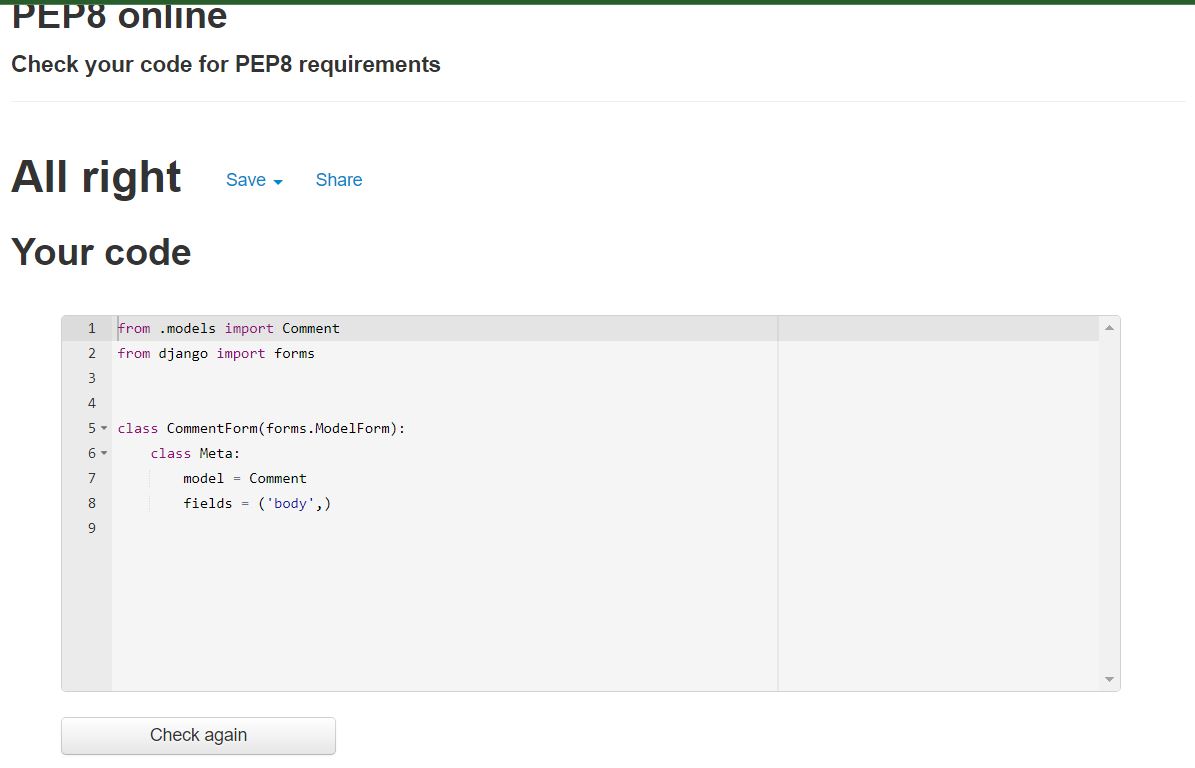 PEP8 online
Check your code for PEP8 requirements
All right Save Share
Your code
1 from .models import Comment
2 from django import forms
3
4
5 class CommentForm(forms.ModelForm):
6     class Meta:
7         model = Comment
8         fields = ('body',)
9
Check again